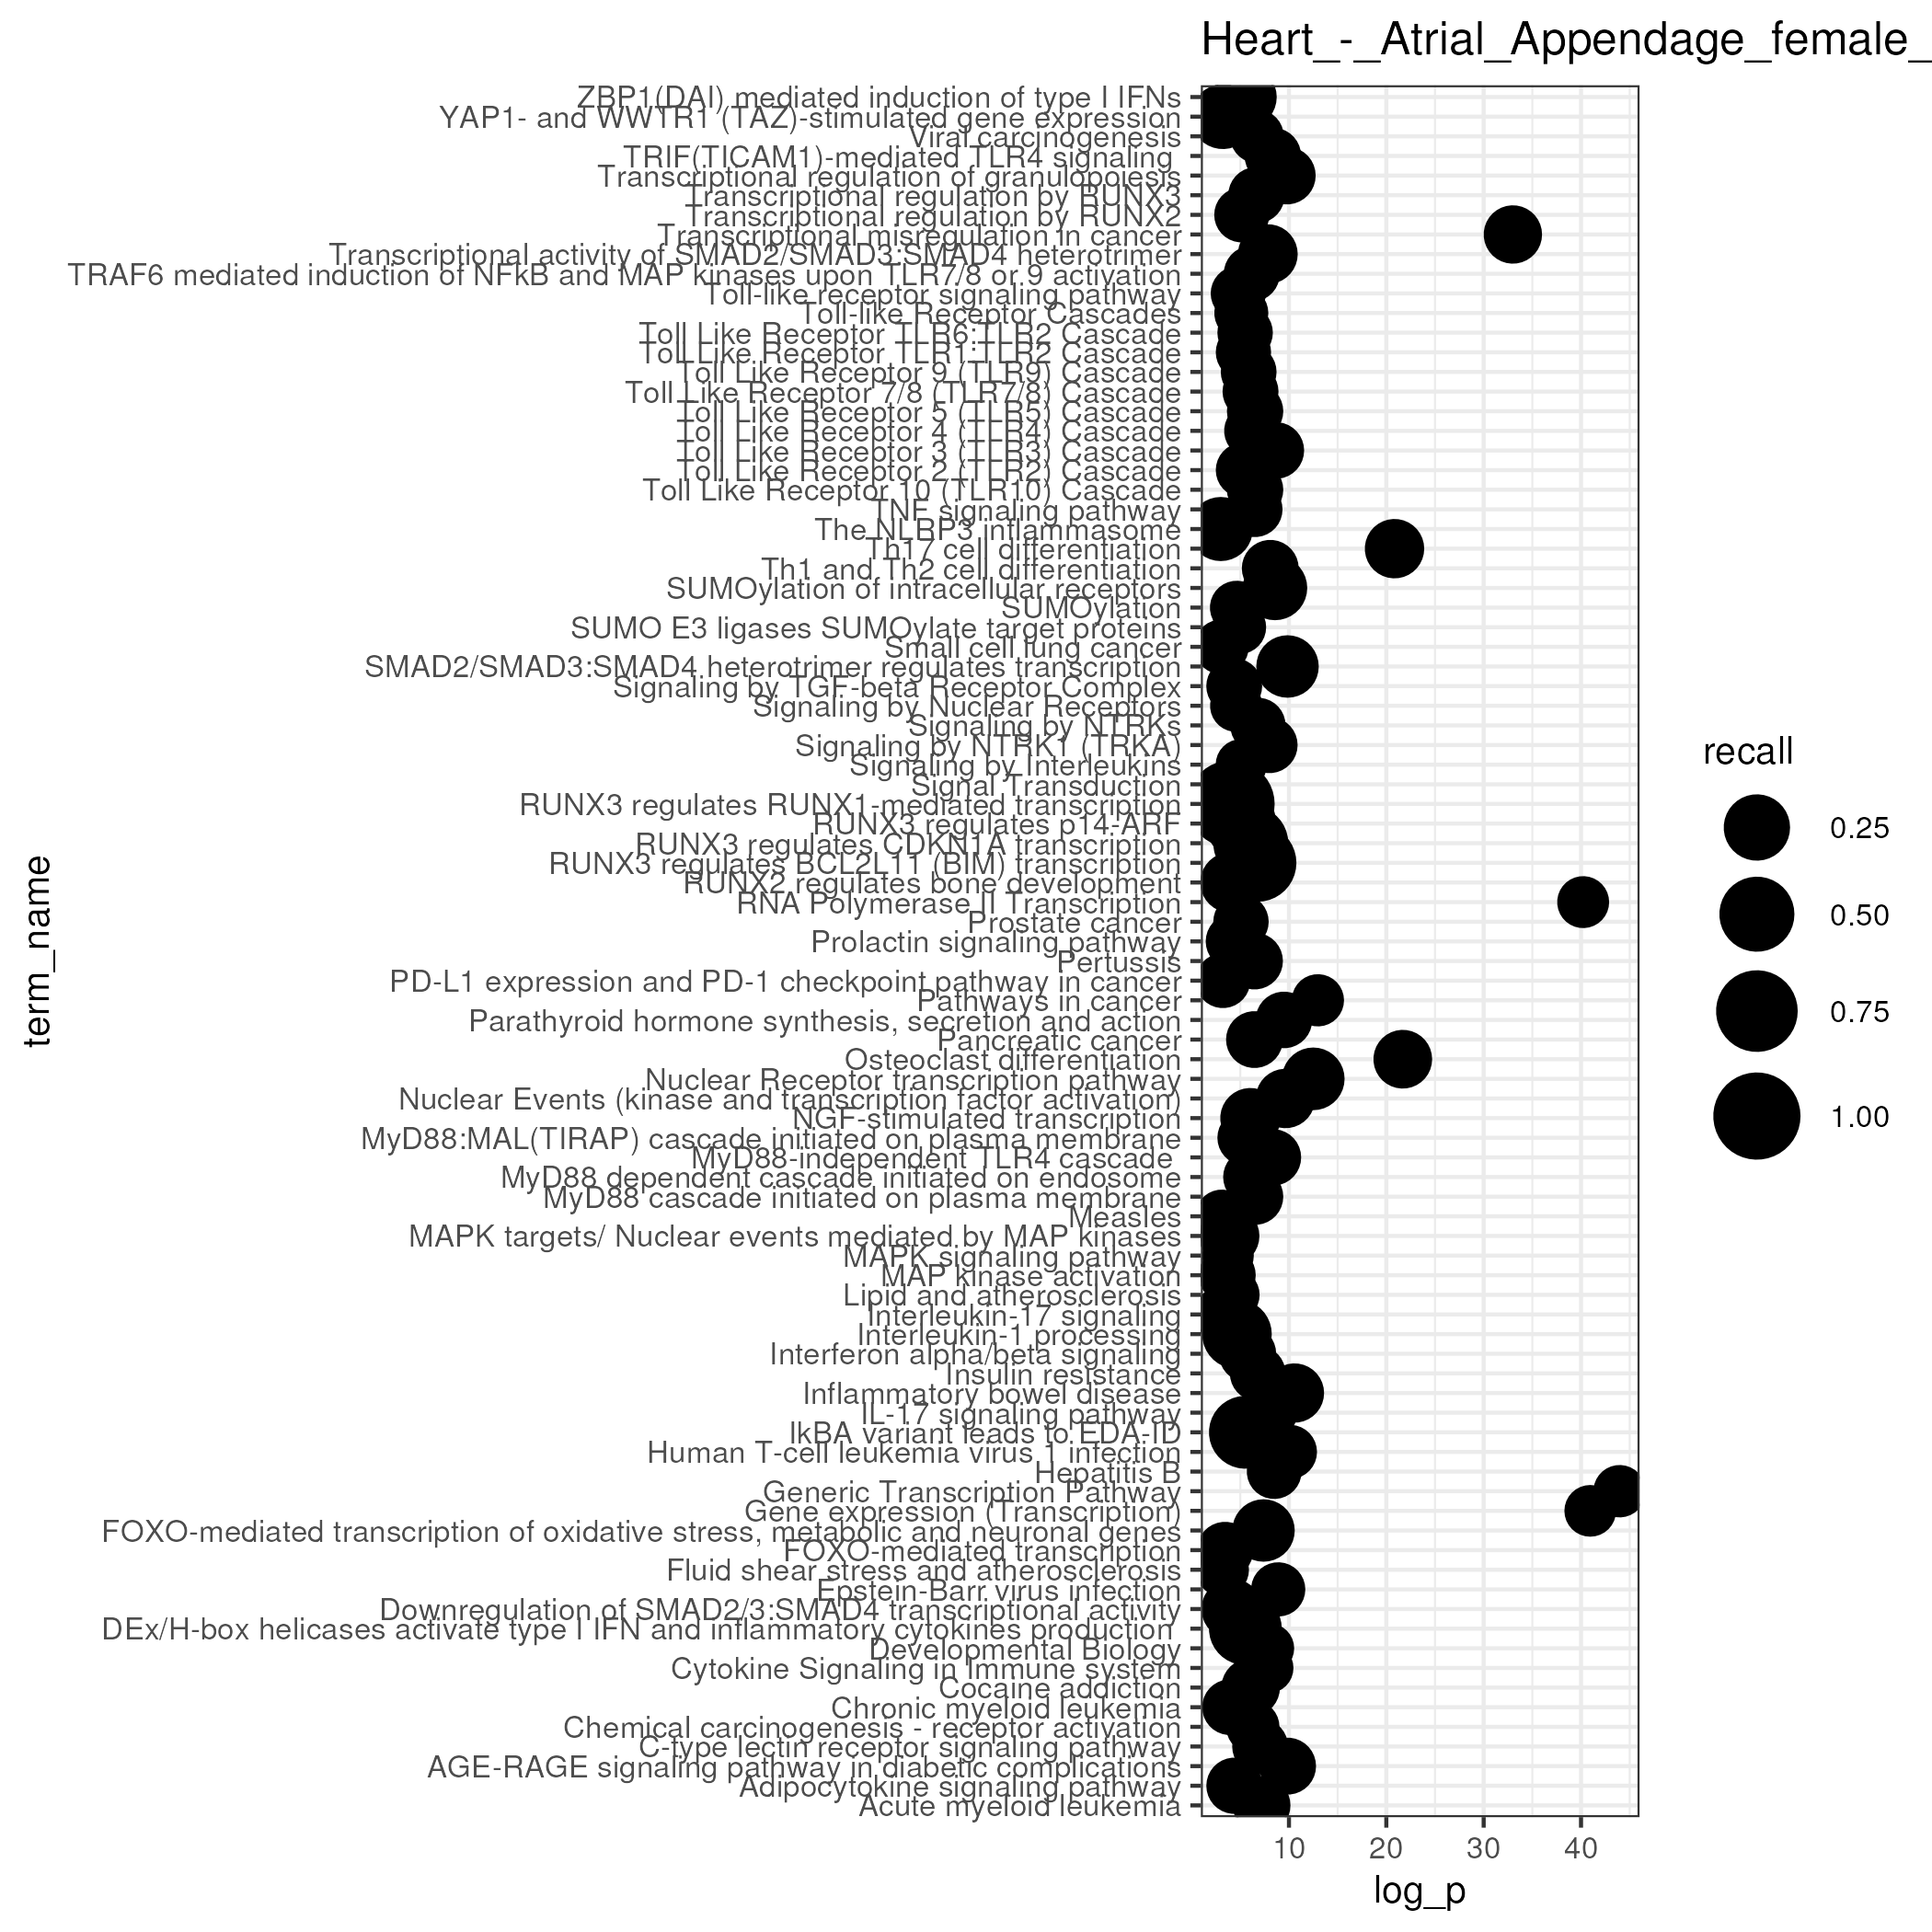 Heart_-_Atrial_Appendage_female_
ZBP1(DAI) mediated induction of type I IFNs
YAP1- and WWTR1 (TAZ)-stimulated gene expression
Viral carcinogenesis
TRIF(TICAM1)-mediated TLR4 signaling
Transcriptional regulation of granulopoiesis
Transcriptional regulation by RUNX3
Transcriptional regulation by RUNX2
Transcriptional misregulation in cancer
Transcriptional activity of SMAD2/SMAD3:SMAD4 heterotrimer
TRAF6 mediated induction of NFkB and MAP kinases upon TLR7/8 or 9 activation
Toll-like receptor signaling pathway
Toll-like Receptor Cascades
Toll Like Receptor TLR6:TLR2 Cascade
Toll Like Receptor TLR1:TLR2 Cascade
Toll Like Receptor 9 (TLR9) Cascade
Toll Like Receptor 7/8 (TLR7/8) Cascade
Toll Like Receptor 5 (TLR5) Cascade
Toll Like Receptor 4 (TLR4) Cascade
Toll Like Receptor 3 (TLR3) Cascade
Toll Like Receptor 2 (TLR2) Cascade
Toll Like Receptor 10 (TLR10) Cascade
TNF signaling pathway
The NLRP3 inflammasome
Th17 cell differentiation
Th1 and Th2 cell differentiation
SUMOylation of intracellular receptors
SUMOylation
SUMO E3 ligases SUMOylate target proteins
Small cell lung cancer
SMAD2/SMAD3:SMAD4 heterotrimer regulates transcription
Signaling by TGF-beta Receptor Complex
Signaling by Nuclear Receptors
Signaling by NTRKs
Signaling by NTRK1 (TRKA)
Signaling by Interleukins
Signal Transduction
RUNX3 regulates RUNX1-mediated transcription
RUNX3 regulates p14-ARF
RUNX3 regulates CDKN1A transcription
RUNX3 regulates BCL2L11 (BIM) transcription
RUNX2 regulates bone development
RNA Polymerase II Transcription
Prostate cancer
Prolactin signaling pathway
Pertussis
PD-L1 expression and PD-1 checkpoint pathway in cancer
Pathways in cancer
Parathyroid hormone synthesis, secretion and action
Pancreatic cancer
Osteoclast differentiation
Nuclear Receptor transcription pathway
Nuclear Events (kinase and transcription factor activation)
NGF-stimulated transcription
MyD88:MAL(TIRAP) cascade initiated on plasma membrane
MyD88-independent TLR4 cascade
MyD88 dependent cascade initiated on endosome
MyD88 cascade initiated on plasma membrane
Measles
MAPK targets/ Nuclear events mediated by MAP kinases
MAPK signaling pathway
MAP kinase activation
Lipid and atherosclerosis
Interleukin-17 signaling
Interleukin-1 processing
Interferon alpha/beta signaling
Insulin resistance
Inflammatory bowel disease
IL-17 signaling pathway
IkBA variant leads to EDA-ID
Human T-cell leukemia virus 1 infection
Hepatitis B
Generic Transcription Pathway
Gene expression (Transcription)
FOXO-mediated transcription of oxidative stress, metabolic and neuronal genes
FOXO-mediated transcription
Fluid shear stress and atherosclerosis
Epstein-Barr virus infection
Downregulation of SMAD2/3:SMAD4 transcriptional activity
DEx/H-box helicases activate type I IFN and inflammatory cytokines production
Developmental Biology
Cytokine Signaling in Immune system
Cocaine addiction
Chronic myeloid leukemia
Chemical carcinogenesis - receptor activation
C-type lectin receptor signaling pathway
AGE-RAGE signaling pathway in diabetic complications
Adipocytokine signaling pathway
Acute myeloid leukemia
term_name
10 20 30 40
log_p
recall
0.25
0.50
0.75
1.00